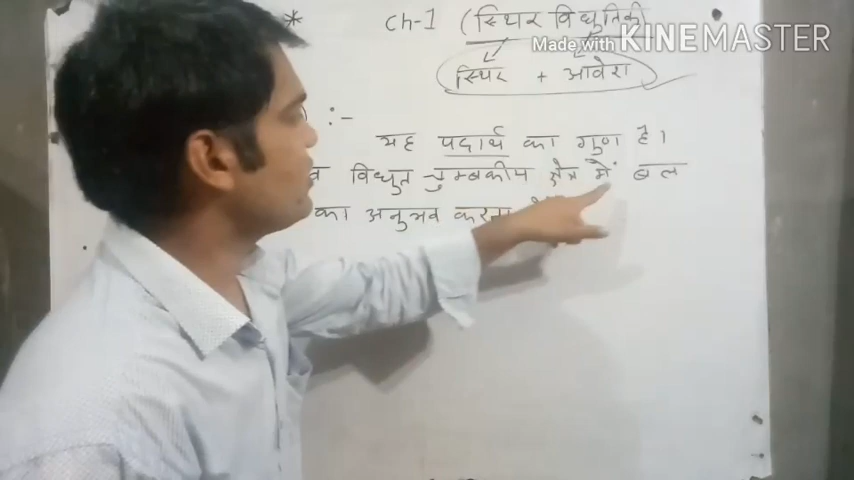 * Ch-1 (स्थिर विधुतिकी)
Made with KINEMASTER
स्थिर + आवेश
:-
यह पदार्थ का गुण है।
विधुत चुम्बकीय क्षेत्र में बल
का अनुभव करता